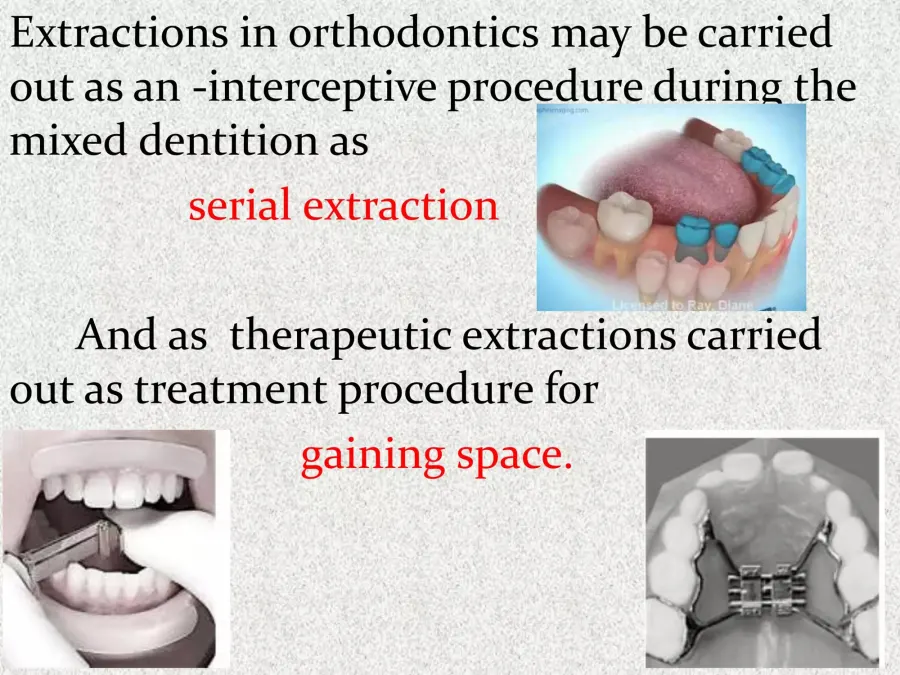 Extractions in orthodontics may be carried
out as an -interceptive procedure during the
mixed dentition as
serial extraction
Licensed to Ray, Diane
And as therapeutic extractions carried
out as treatment procedure for
gaining space.